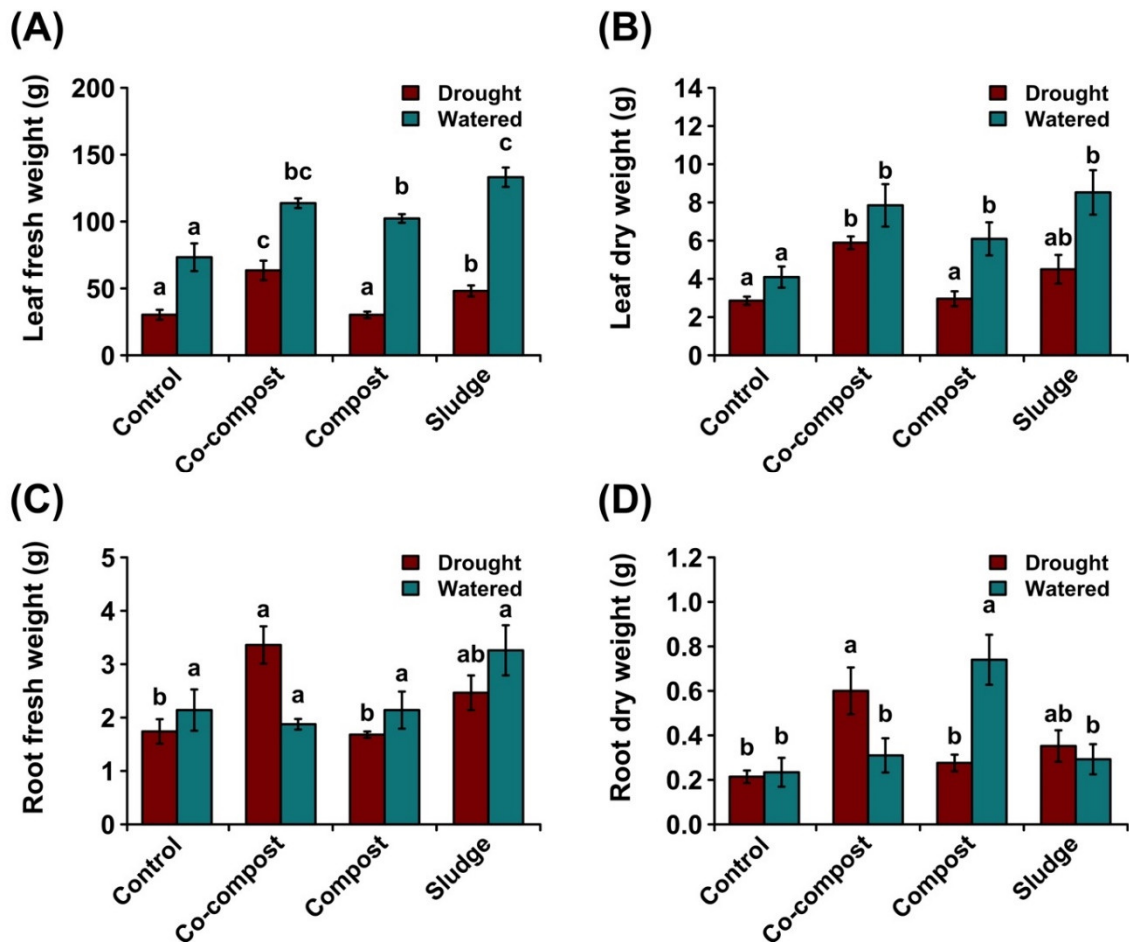 (A)
Leaf fresh weight (g)
200
150
100
50
0
Drought
Watered
a
a
c
bc
a
b
b
c
Control
Co-compost
Compost
Sludge
(B)
Leaf dry weight (g)
14
12
10
8
6
4
2
0
Drought
Watered
a
a
b
b
a
b
ab
b
Control
Co-compost
Compost
Sludge
(C)
Root fresh weight (g)
5
4
3
2
1
0
Drought
Watered
b
a
a
a
b
a
ab
a
Control
Co-compost
Compost
Sludge
(D)
Root dry weight (g)
1.2
1.0
0.8
0.6
0.4
0.2
0.0
Drought
Watered
b
b
a
b
b
a
ab
b
Control
Co-compost
Compost
Sludge